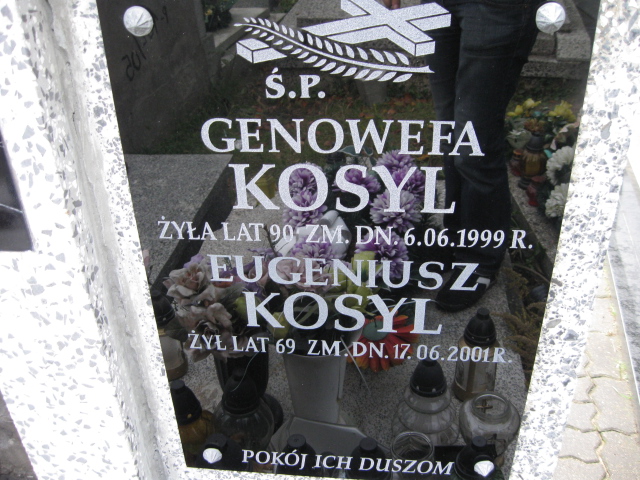 Ś.P.
GENOWEFA
KOSYL
ŻYŁA LAT 90 ZM. DN. 6.06.1999 R.
EUGENIUSZ
KOSYL
ŻYŁ LAT 69 ZM. DN. 17.06.2001 R.
POKÓJ ICH DUSZOM